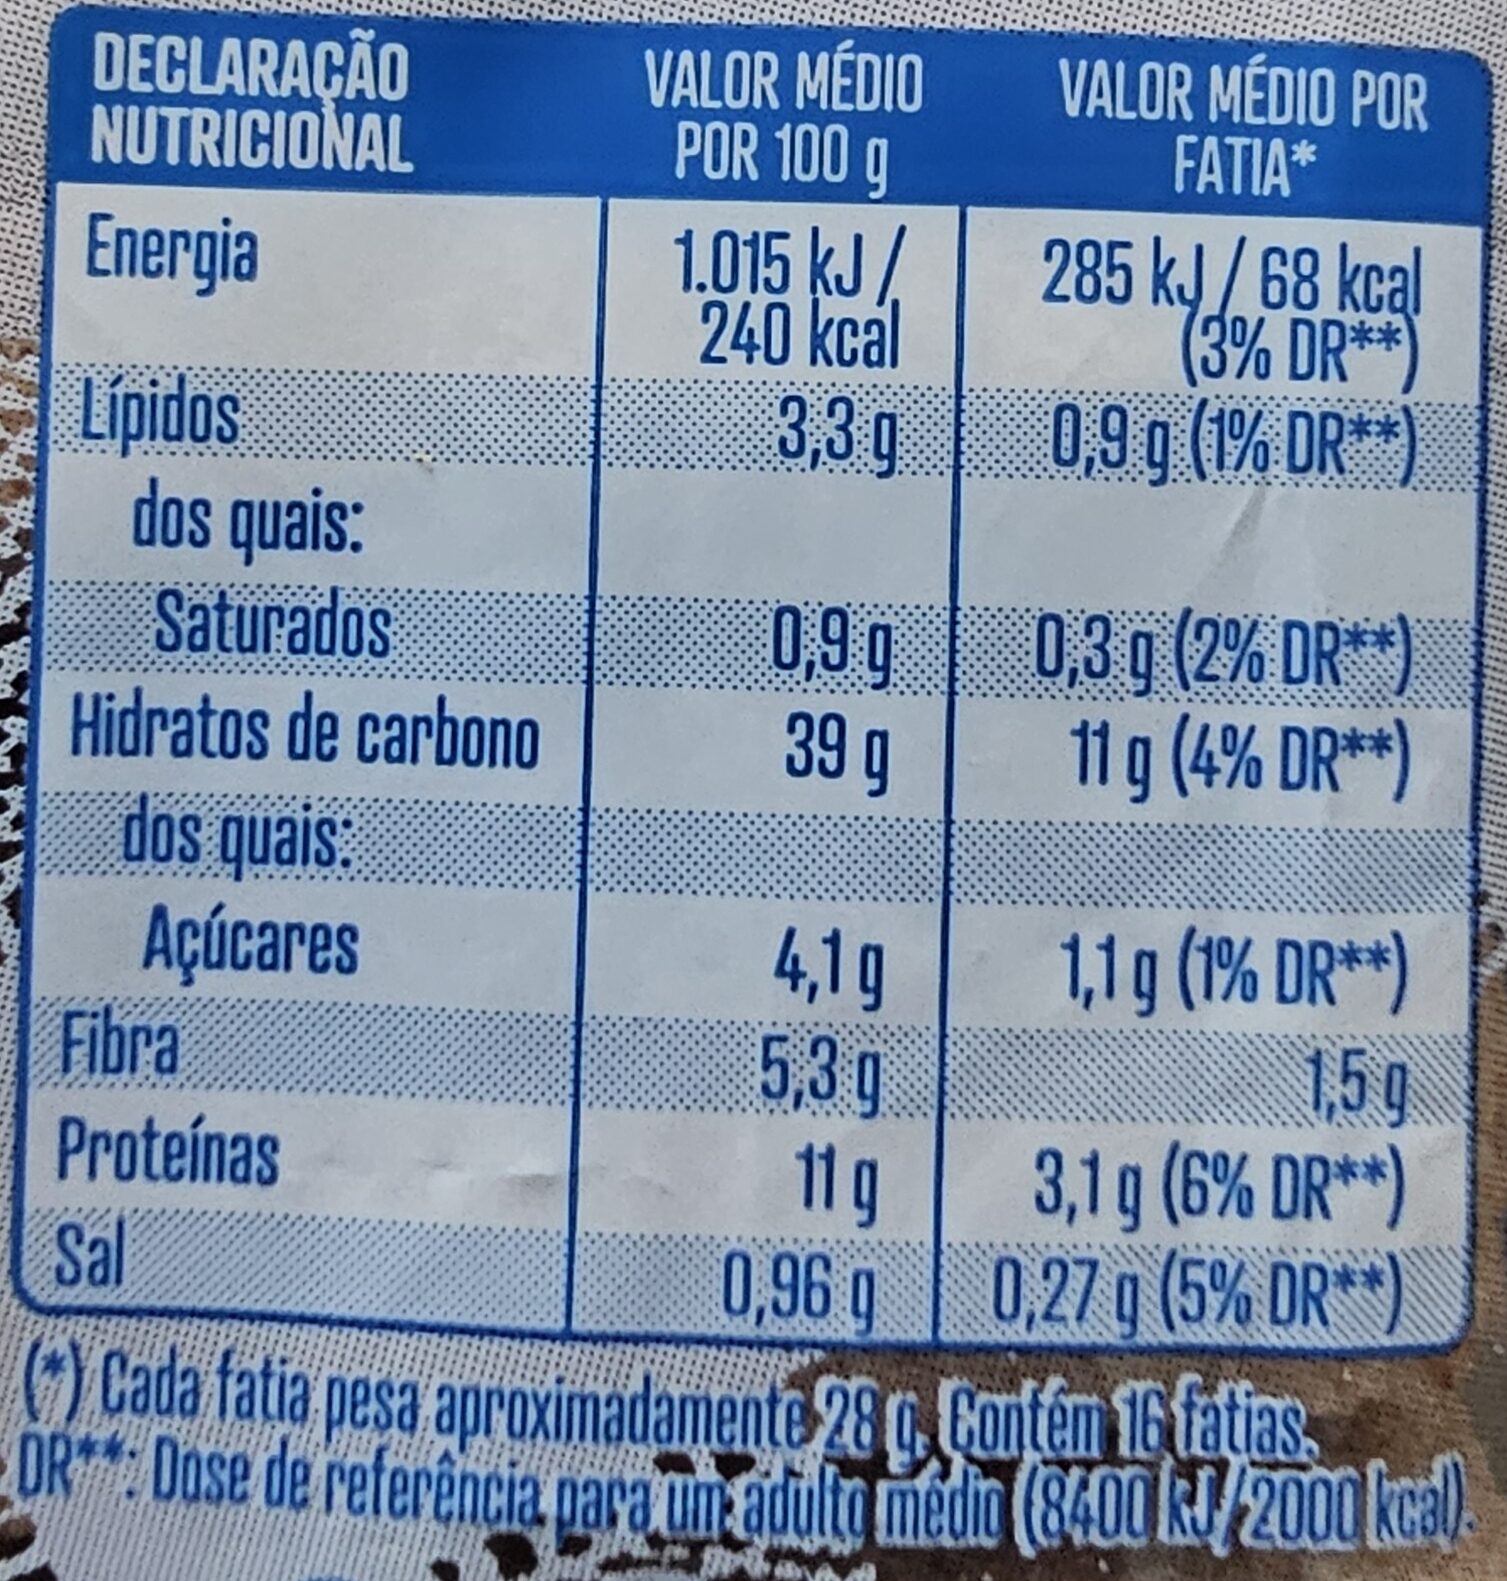 DECLARAÇÃO NUTRICIONAL VALOR MÉDIO POR 100 g VALOR MÉDIO POR FATIA*
Energia 1.015 kJ / 240 kcal 285 kJ / 68 kcal (3% DR**)
Lípidos 3,3 g 0,9 g (1% DR**)
dos quais:
Saturados 0,9 g 0,3 g (2% DR**)
Hidratos de carbono 39 g 11 g (4% DR**)
dos quais:
Açúcares 4,1 g 1,1 g (1% DR**)
Fibra 5,3 g 1,5 g
Proteínas 11 g 3,1 g (6% DR**)
Sal 0,96 g 0,27 g (5% DR**)
(*) Cada fatia pesa aproximadamente 28 g. Contém 16 fatias.
DR**: Dose de referência para um adulto médio (8400 kJ/2000 kcal).